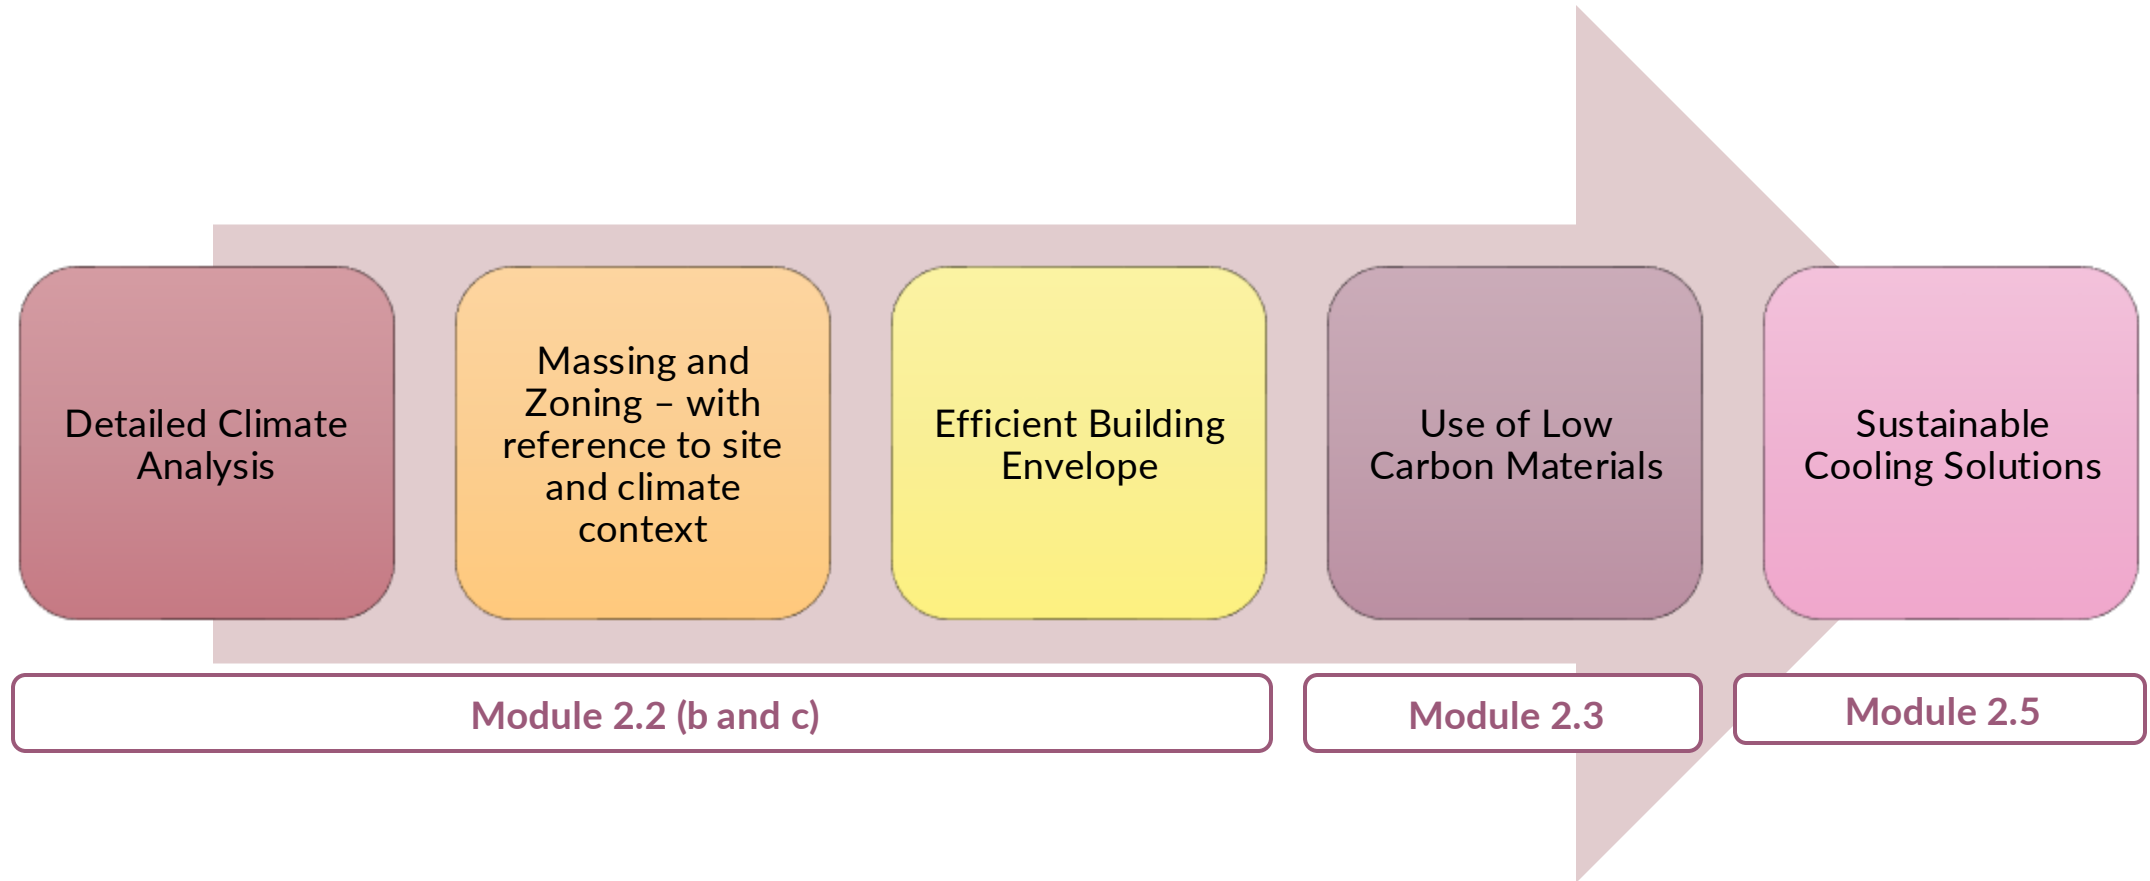 Detailed Climate
Analysis
Massing and
Zoning – with
reference to site
and climate
context
Efficient Building
Envelope
Use of Low
Carbon Materials
Sustainable
Cooling Solutions
Module 2.2 (b and c)
Module 2.3
Module 2.5